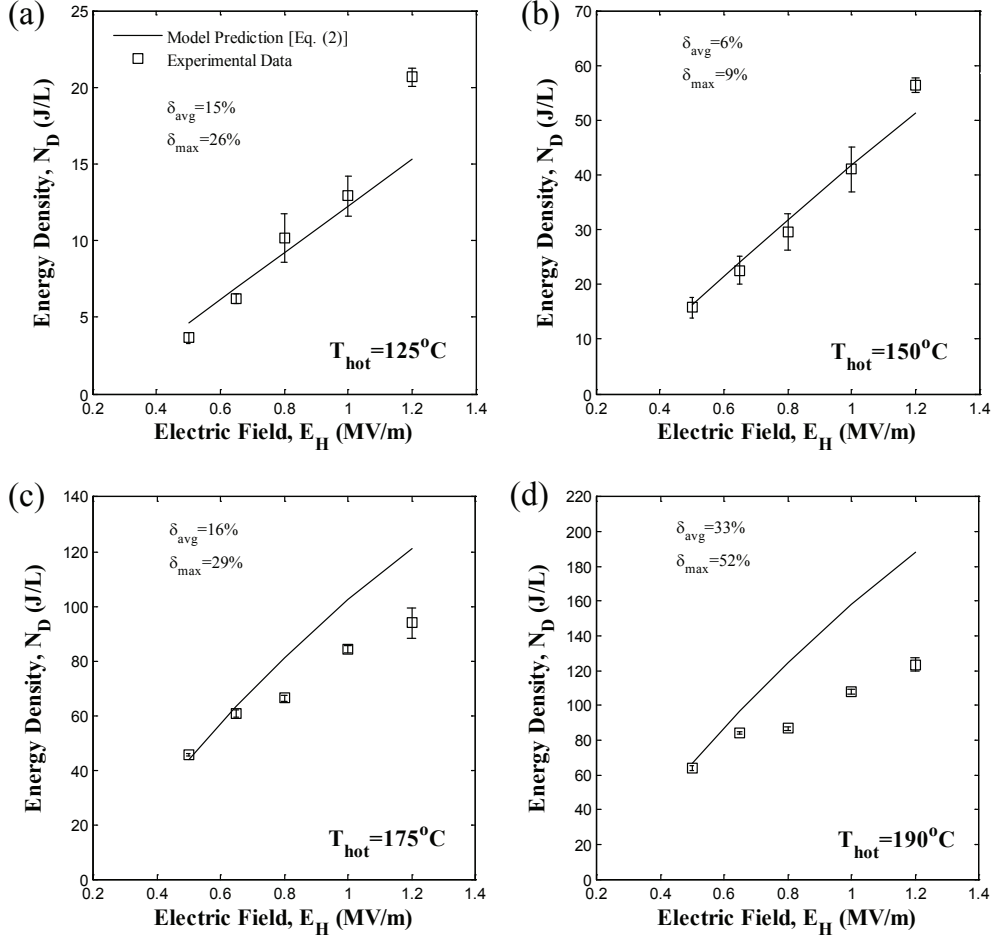 (a)
Model Prediction [Eq. (2)]
Experimental Data
δavg=15%
δmax=26%
Thot=125oC
25
20
15
10
5
0
0.2 0.4 0.6 0.8 1 1.2 1.4
Energy Density, ND (J/L)
Electric Field, EH (MV/m)
(b)
δavg=6%
δmax=9%
Thot=150oC
70
60
50
40
30
20
10
0
0.2 0.4 0.6 0.8 1 1.2 1.4
Energy Density, ND (J/L)
Electric Field, EH (MV/m)
(c)
δavg=16%
δmax=29%
Thot=175oC
140
120
100
80
60
40
20
0
0.2 0.4 0.6 0.8 1 1.2 1.4
Energy Density, ND (J/L)
Electric Field, EH (MV/m)
(d)
δavg=33%
δmax=52%
Thot=190oC
220
200
180
160
140
120
100
80
60
40
20
0
0.2 0.4 0.6 0.8 1 1.2 1.4
Energy Density, ND (J/L)
Electric Field, EH (MV/m)